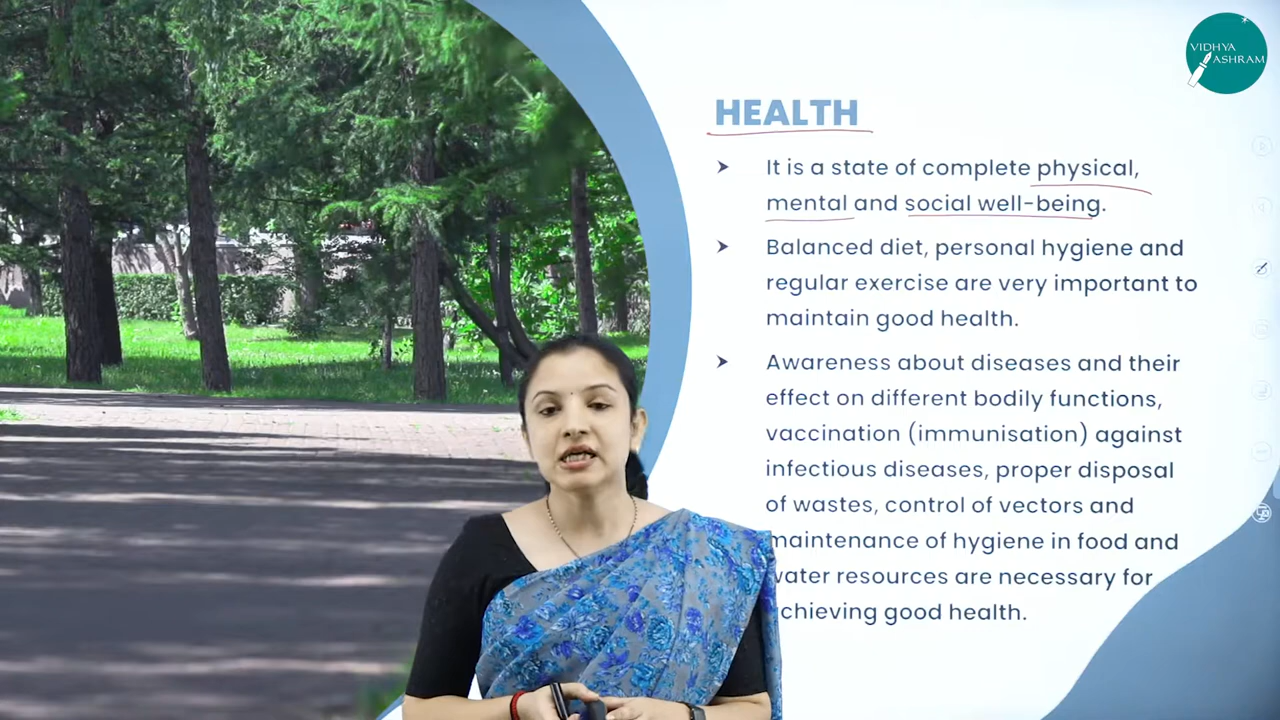 VIDHYA
ASHRAM
HEALTH
It is a state of complete physical,
mental and social well-being.
Balanced diet, personal hygiene and
regular exercise are very important to
maintain good health.
Awareness about diseases and their
effect on different bodily functions,
vaccination (immunisation) against
infectious diseases, proper disposal
of wastes, control of vectors and
maintenance of hygiene in food and
water resources are necessary for
achieving good health.